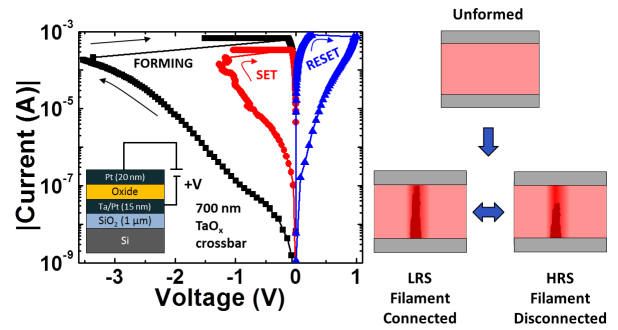 Unformed
|Current (A)|
10⁻³
10⁻⁵
10⁻⁷
10⁻⁹
FORMING
SET
RESET
Pt (20 nm)
Oxide
Ta/Pt (15 nm)
SiO₂ (1 µm)
Si
+V
700 nm
TaOₓ
crossbar
-3
-2
-1
0
1
Voltage (V)
LRS
Filament
Connected
HRS
Filament
Disconnected